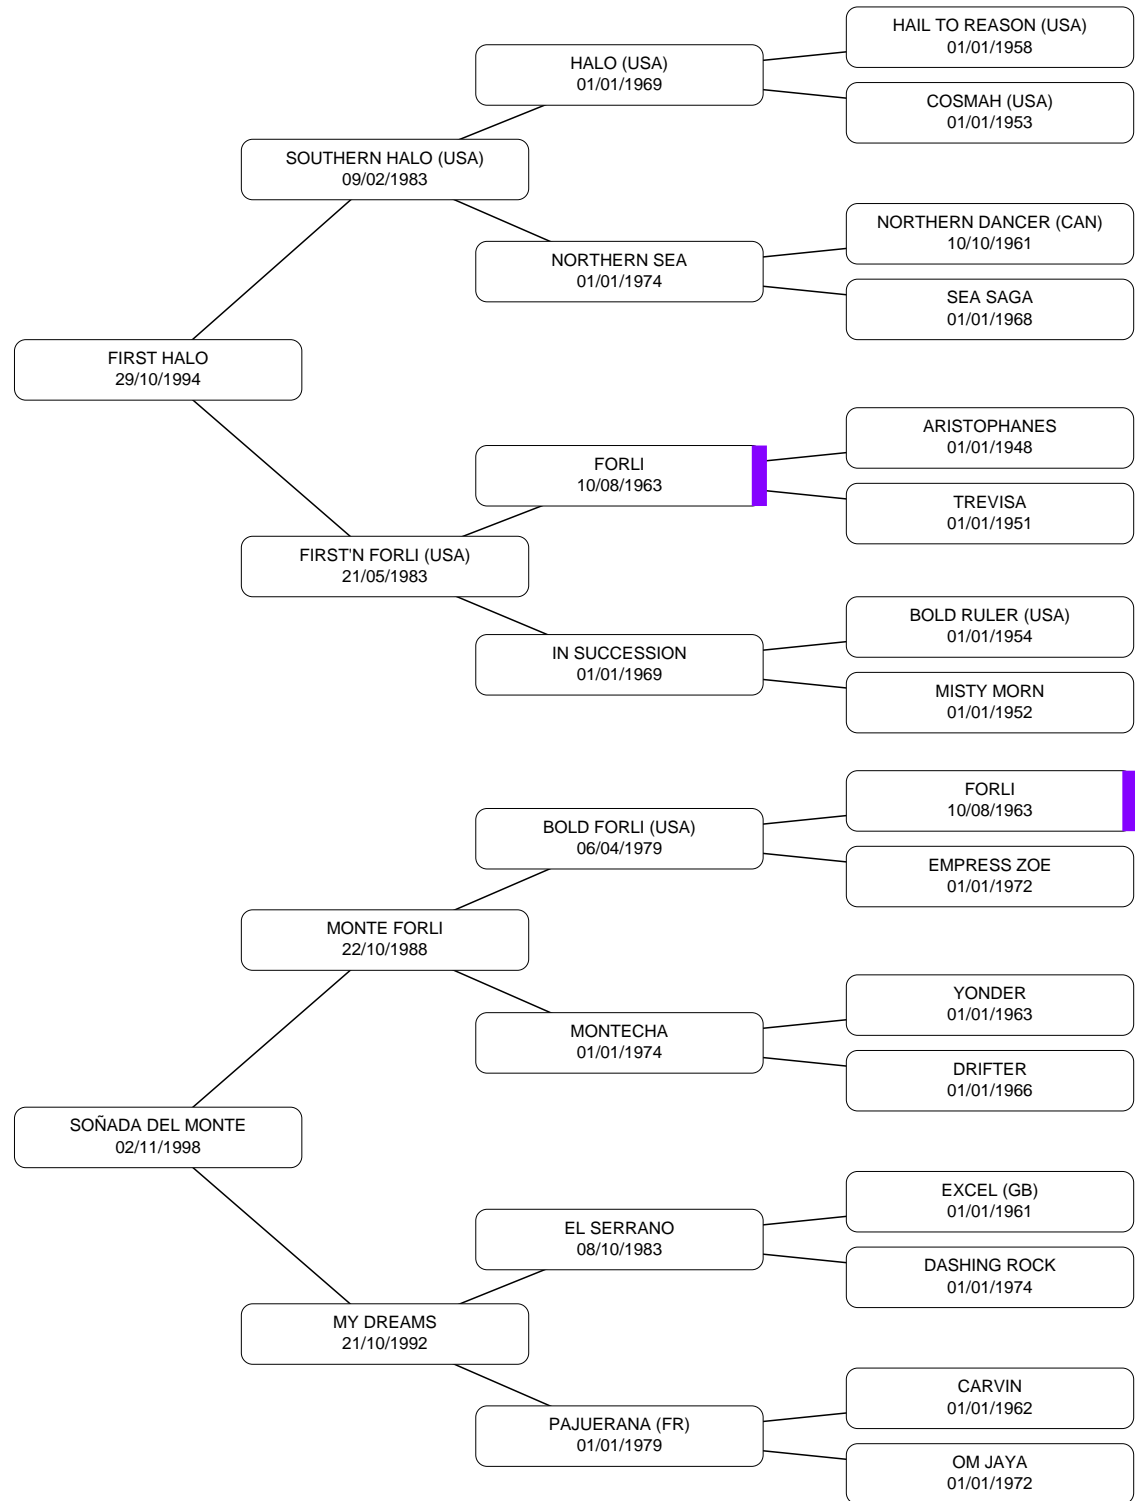 HAIL TO REASON (USA)
01/01/1958
HALO (USA)
01/01/1969
COSMAH (USA)
01/01/1953
SOUTHERN HALO (USA)
09/02/1983
NORTHERN DANCER (CAN)
10/10/1961
NORTHERN SEA
01/01/1974
SEA SAGA
01/01/1968
FIRST HALO
29/10/1994
ARISTOPHANES
01/01/1948
FORLI
10/08/1963
TREVISA
01/01/1951
FIRST'N FORLI (USA)
21/05/1983
BOLD RULER (USA)
01/01/1954
IN SUCCESSION
01/01/1969
MISTY MORN
01/01/1952
FORLI
10/08/1963
BOLD FORLI (USA)
06/04/1979
EMPRESS ZOE
01/01/1972
MONTE FORLI
22/10/1988
YONDER
01/01/1963
MONTECHA
01/01/1974
DRIFTER
01/01/1966
SOÑADA DEL MONTE
02/11/1998
EXCEL (GB)
01/01/1961
EL SERRANO
08/10/1983
DASHING ROCK
01/01/1974
MY DREAMS
21/10/1992
CARVIN
01/01/1962
PAJUERANA (FR)
01/01/1979
OM JAYA
01/01/1972